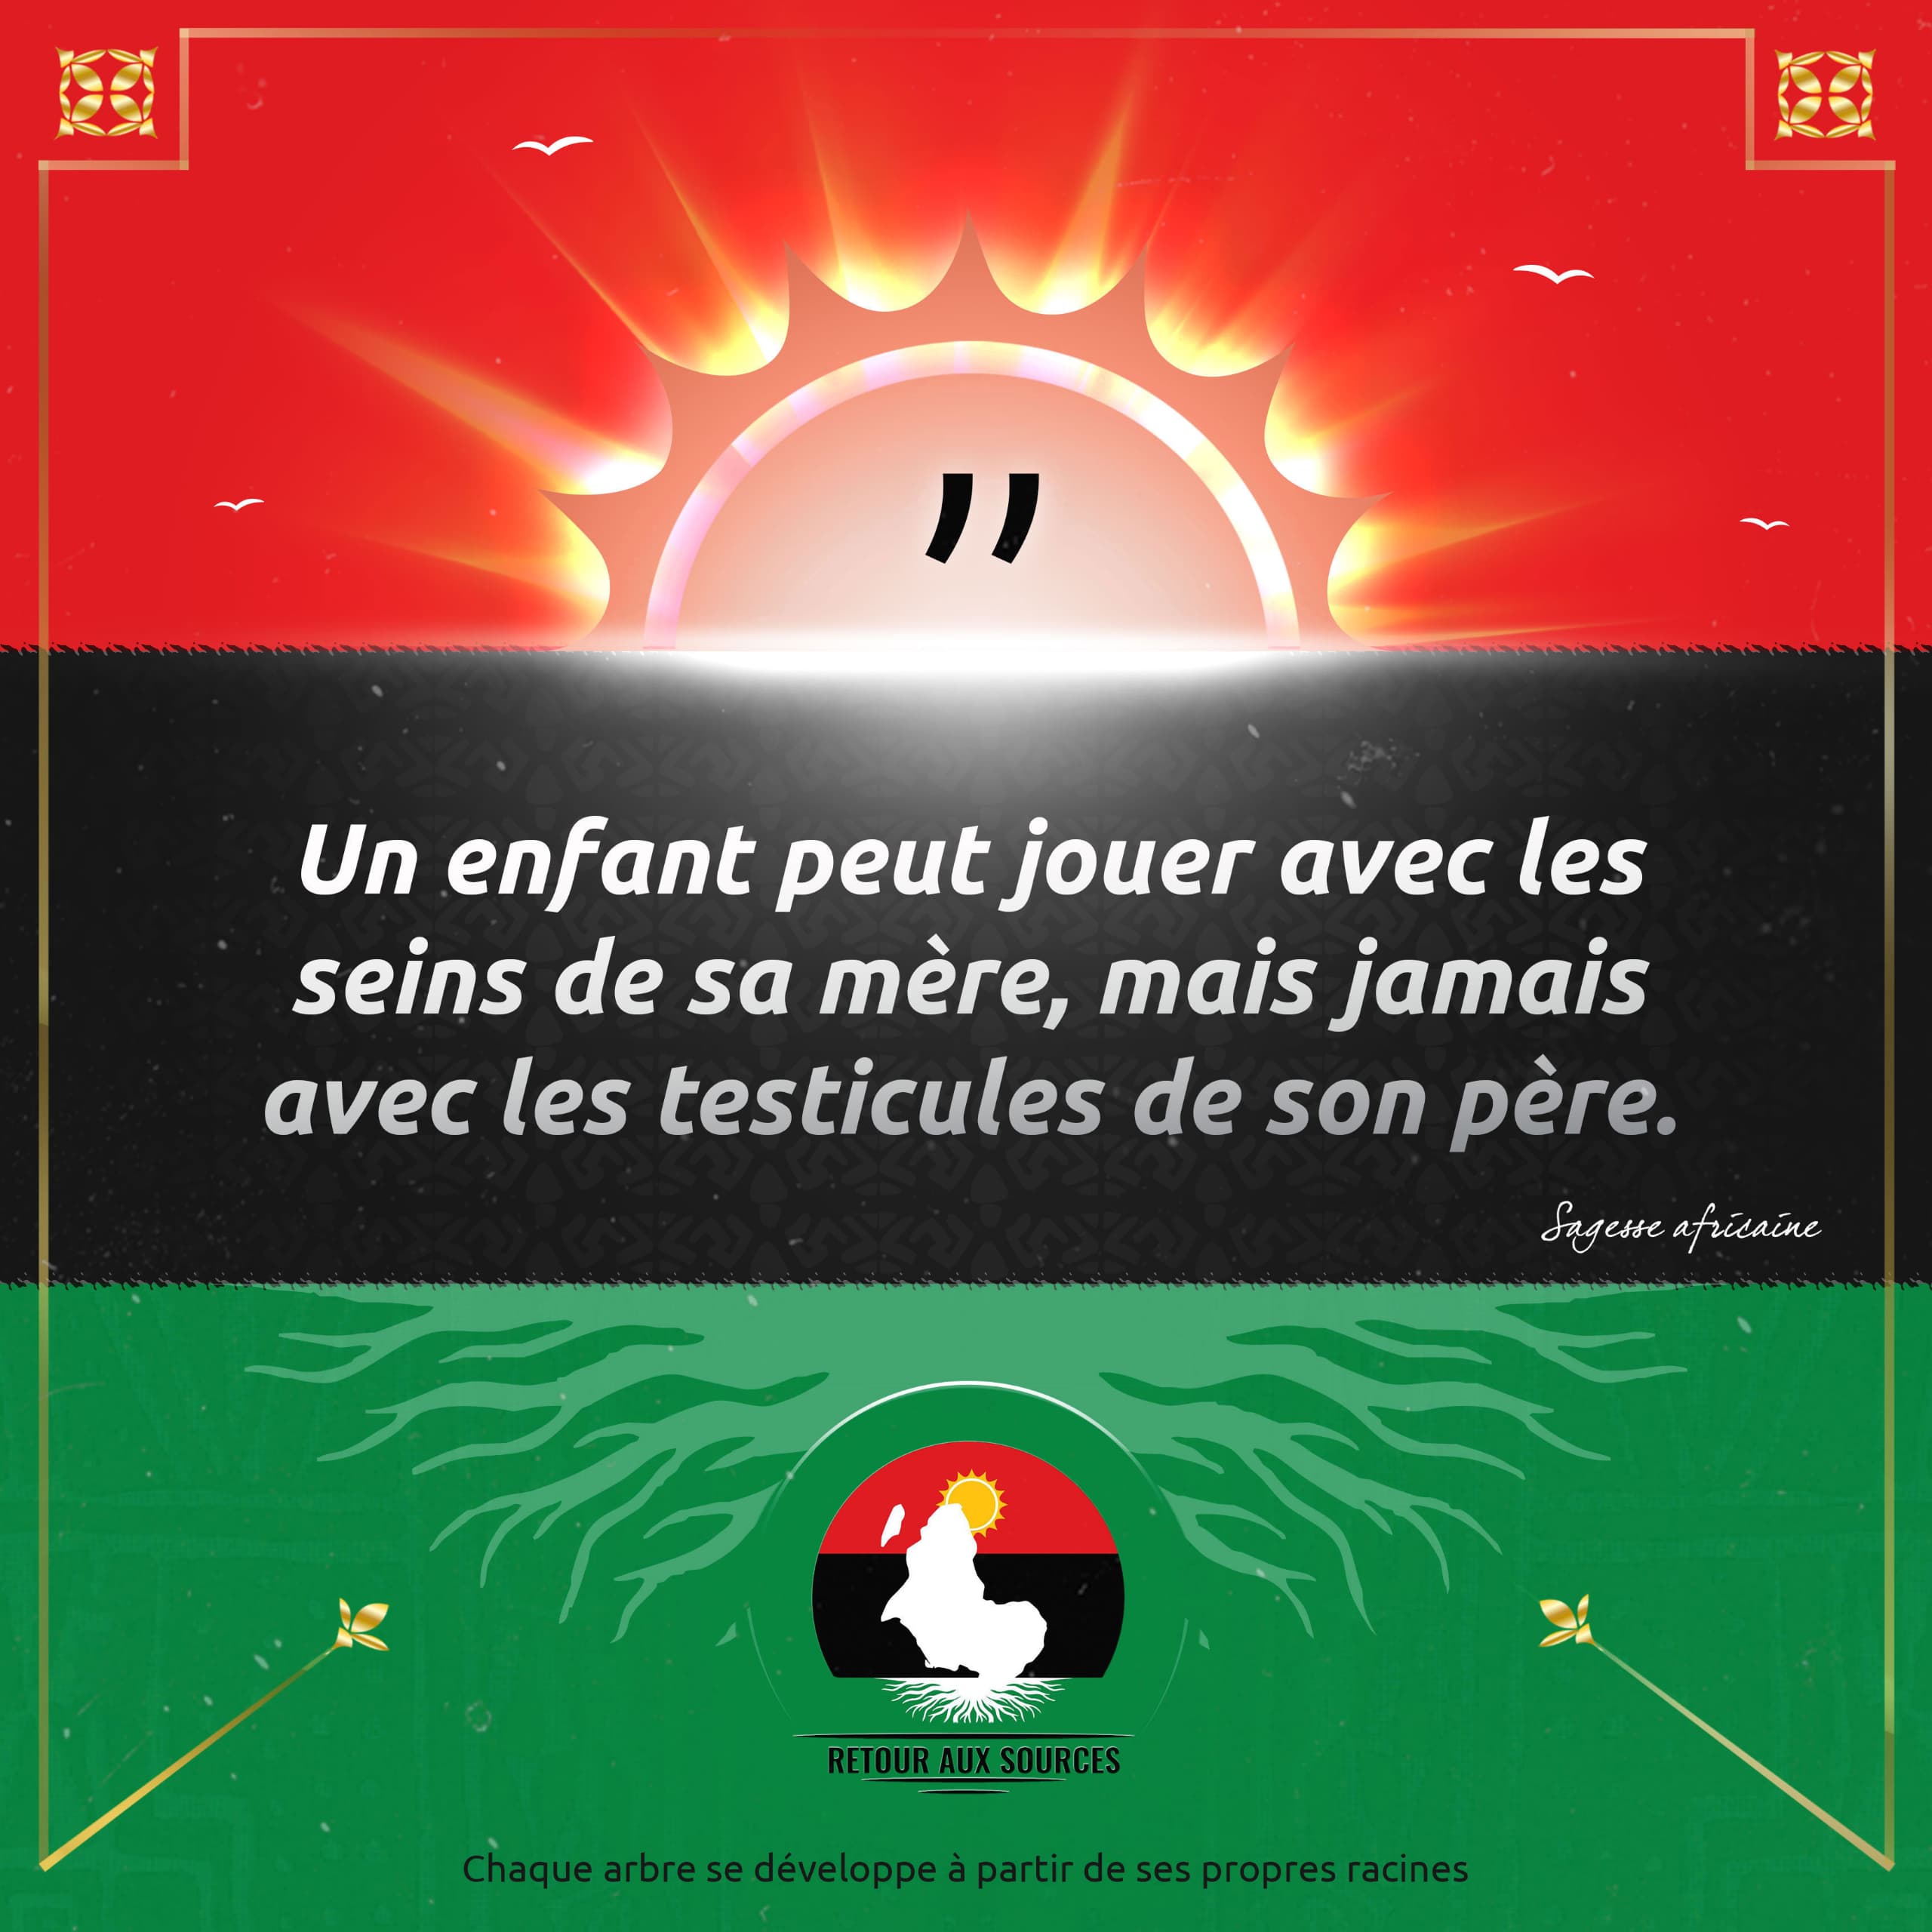 ”
Un enfant peut jouer avec les
seins de sa mère, mais jamais
avec les testicules de son père.
Sagesse africaine
RETOUR AUX SOURCES
Chaque arbre se développe à partir de ses propres racines